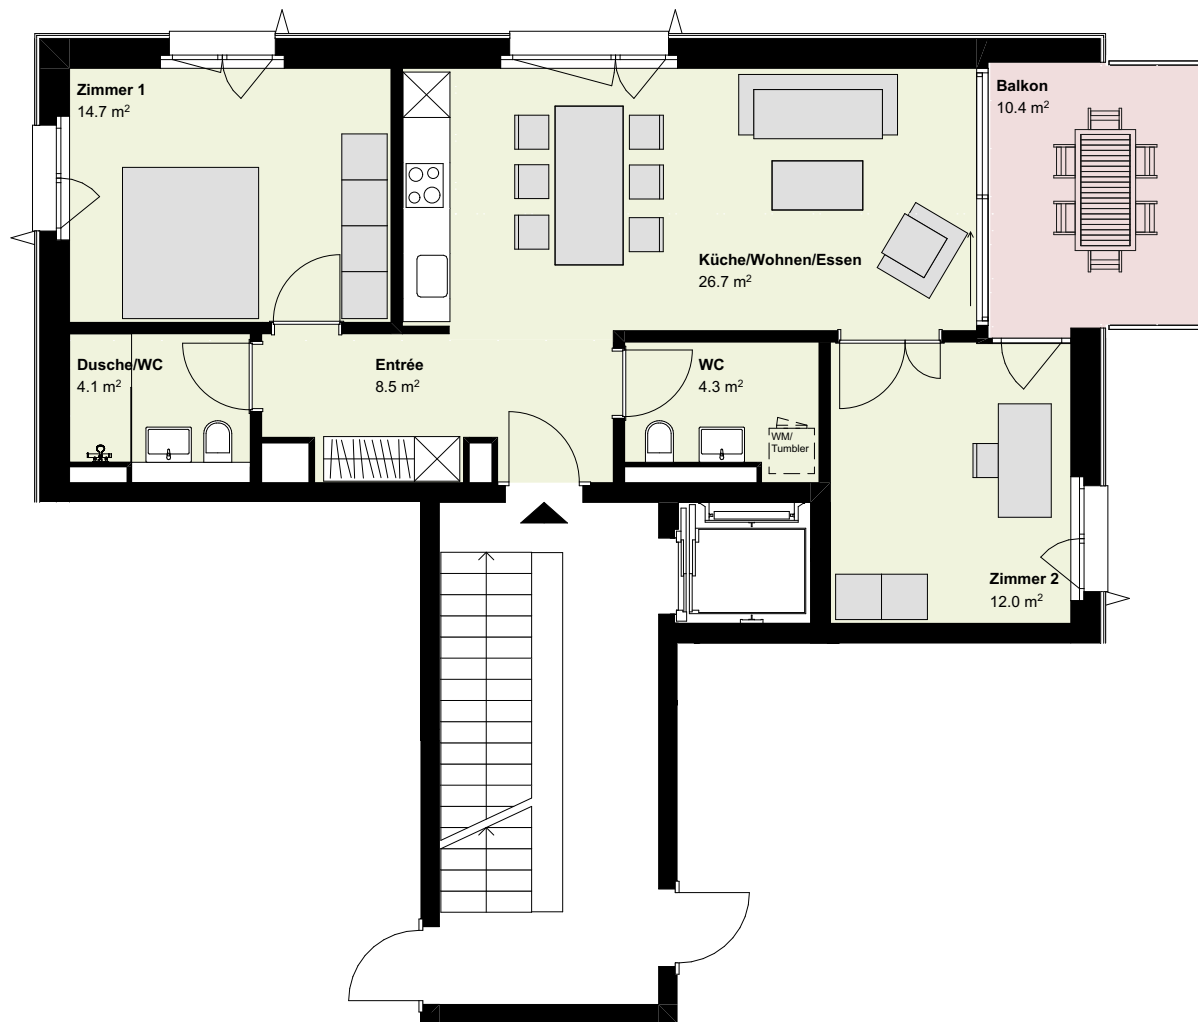 Zimmer 1
14.7 m²
Balkon
10.4 m²
Küche/Wohnen/Essen
26.7 m²
Dusche/WC
4.1 m²
Entrée
8.5 m²
WC
4.3 m²
WM/
Tumbler
Zimmer 2
12.0 m²